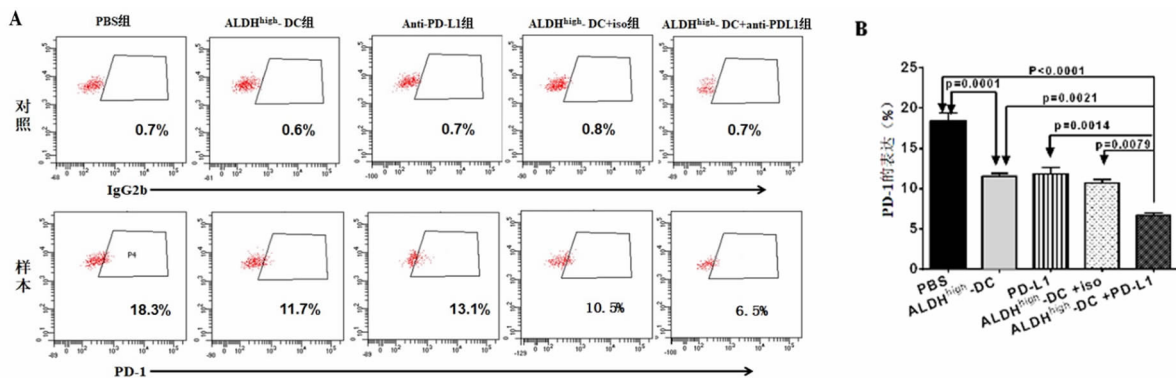 A
PBS组
ALDHhigh- DC组
Anti-PD-L1组
ALDHhigh- DC+iso组
ALDHhigh- DC+anti-PDL1组
对照
0.7%
0.6%
0.7%
0.8%
0.7%
IgG2b
样本
P4
18.3%
11.7%
13.1%
10.5%
6.5%
PD-1
B
PD-1的表达（%）
25
20
15
10
5
0
P<0.0001
p=0.0001
p=0.0021
p=0.0014
p=0.0079
PBS
ALDHhigh -DC
PD-L1
ALDHhigh -DC +iso
ALDHhigh -DC +PD-L1